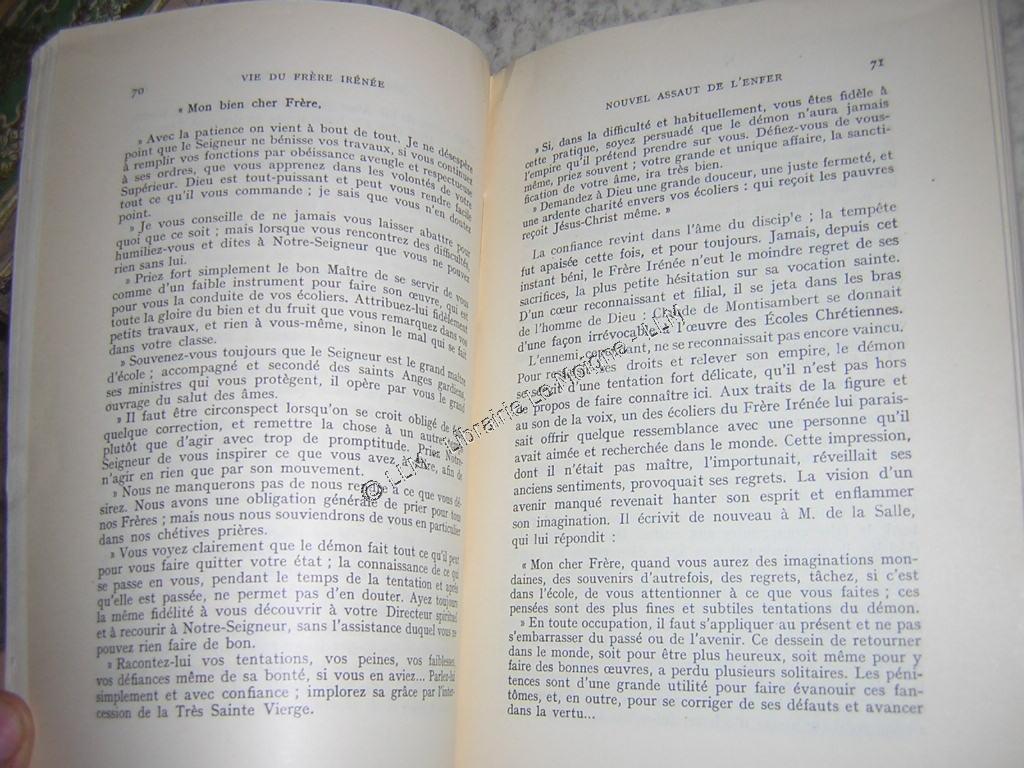 70
VIE DU FRÈRE IRÉNÉE
« Mon bien cher Frère,
» Avec la patience on vient à bout de tout. Je ne désespère
point que le Seigneur ne bénisse vos travaux, si vous continuez
à remplir vos fonctions par obéissance aveugle et respectueuse
à ses ordres, que vous apprenez dans les volontés de votre
Supérieur. Dieu est tout-puissant et peut vous rendre facile
tout ce qu'il vous commande ; je sais que vous n'en doutez
point.
» Je vous conseille de ne jamais vous laisser abattre pour
quoi que ce soit ; mais lorsque vous rencontrez des difficultés,
humiliez-vous et dites à Notre-Seigneur que vous ne pouvez
rien sans lui.
» Priez fort simplement le bon Maître de se servir de vous
comme d'un faible instrument pour faire son œuvre, qui est
pour vous la conduite de vos écoliers. Attribuez-lui fidèlement
toute la gloire du bien et du fruit que vous remarquez dans vos
petits travaux, et rien à vous-même, sinon le mal qui se fait
dans votre classe.
» Souvenez-vous toujours que le Seigneur est le grand maître
d'école ; accompagné et secondé des saints Anges gardiens,
ses ministres qui vous protègent, il opère par vous le grand
ouvrage du salut des âmes.
» Il faut être circonspect lorsqu'on se croit obligé de
quelque correction, et remettre la chose à un autre
plutôt que d'agir avec trop de promptitude. Priez Notre-
Seigneur de vous inspirer ce que vous avez à faire, afin de
n'agir en rien que par son mouvement.
» Nous ne manquerons pas de nous rendre à ce que vous dé-
sirez. Nous avons une obligation générale de prier pour tous
nos Frères ; mais nous nous souviendrons de vous en particulier
dans nos chétives prières.
» Vous voyez clairement que le démon fait tout ce qu'il peut
pour vous faire quitter votre état ; la connaissance de ce qui
se passe en vous, pendant le temps de la tentation et après
qu'elle est passée, ne permet pas d'en douter. Ayez toujours
la même fidélité à vous découvrir à votre Directeur spirituel
et à recourir à Notre-Seigneur, sans l'assistance duquel vous ne
pouvez rien faire de bon.
» Racontez-lui vos tentations, vos peines, vos faiblesses,
vos défiances même de sa bonté, si vous en aviez... Parlez-lui
simplement et avec confiance ; implorez sa grâce par l'inter-
cession de la Très Sainte Vierge.
NOUVEL ASSAUT DE L'ENFER
71
» Si, dans la difficulté et habituellement, vous êtes fidèle à
cette pratique, soyez persuadé que le démon n'aura jamais
l'empire qu'il prétend prendre sur vous. Défiez-vous de vous-
même, priez souvent ; votre grande et unique affaire, la sancti-
fication de votre âme, ira très bien.
» Demandez à Dieu une grande douceur, une juste fermeté, et
une ardente charité envers vos écoliers : qui reçoit les pauvres
reçoit Jésus-Christ même. »
La confiance revint dans l'âme du disciple ; la tempête
fut apaisée cette fois, et pour toujours. Jamais, depuis cet
instant béni, le Frère Irénée n'eut le moindre regret de ses
sacrifices, la plus petite hésitation sur sa vocation sainte.
D'un cœur reconnaissant et filial, il se jeta dans les bras
de l'homme de Dieu : Claude de Montisambert se donnait
d'une façon irrévocable à l'œuvre des Écoles Chrétiennes.
L'ennemi, cependant, ne se reconnaissait pas encore vaincu.
Pour ses droits et relever son empire, le démon
se servit d'une tentation fort délicate, qu'il n'est pas hors
de propos de faire connaître ici. Aux traits de la figure et
au son de la voix, un des écoliers du Frère Irénée lui parais-
sait offrir quelque ressemblance avec une personne qu'il
avait aimée et recherchée dans le monde. Cette impression,
dont il n'était pas maître, l'importunait, réveillait ses
anciens sentiments, provoquait ses regrets. La vision d'un
avenir manqué revenait hanter son esprit et enflammer
son imagination. Il écrivit de nouveau à M. de la Salle,
qui lui répondit :
« Mon cher Frère, quand vous aurez des imaginations mon-
daines, des souvenirs d'autrefois, des regrets, tâchez, si c'est
dans l'école, de vous attentionner à ce que vous faites ; ces
pensées sont des plus fines et subtiles tentations du démon.
» En toute occupation, il faut s'appliquer au présent et ne pas
s'embarrasser du passé ou de l'avenir. Ce dessein de retourner
dans le monde, soit pour être plus heureux, soit même pour y
faire des bonnes œuvres, a perdu plusieurs solitaires. Les péni-
tences sont d'une grande utilité pour faire évanouir ces fan-
tômes, et, en outre, pour se corriger de ses défauts et avancer
dans la vertu...
© LLM - Librairie Le Moigne - LLM